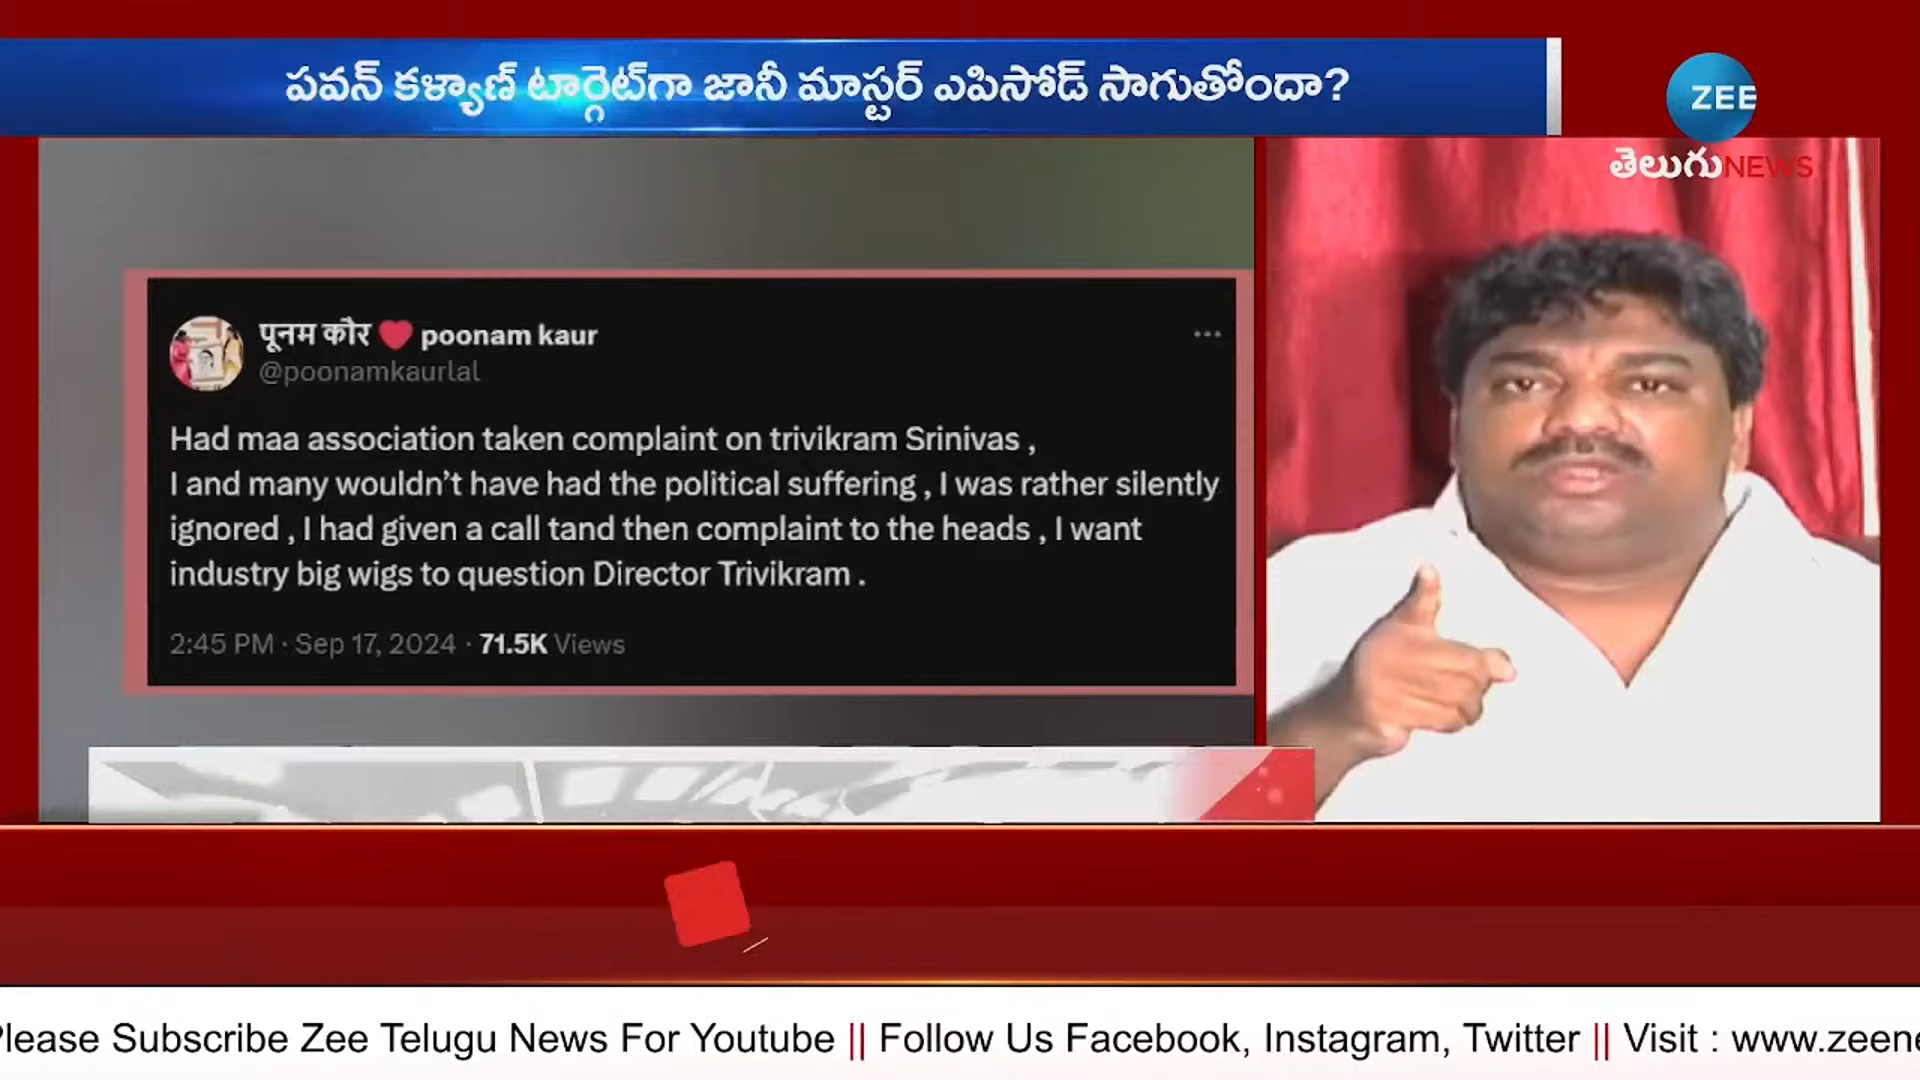 పవన్ కళ్యాణ్ టార్గెట్‌గా జానీ మాస్టర్ ఎపిసోడ్ సాగుతోందా?
ZEE
తెలుగు NEWS
पूनम कौर ❤️ poonam kaur
@poonamkaurlal
Had maa association taken complaint on trivikram Srinivas ,
I and many wouldn’t have had the political suffering , I was rather silently
ignored , I had given a call tand then complaint to the heads , I want
industry big wigs to question Director Trivikram .
2:45 PM · Sep 17, 2024 · 71.5K Views
Please Subscribe Zee Telugu News For Youtube || Follow Us Facebook, Instagram, Twitter || Visit : www.zeene